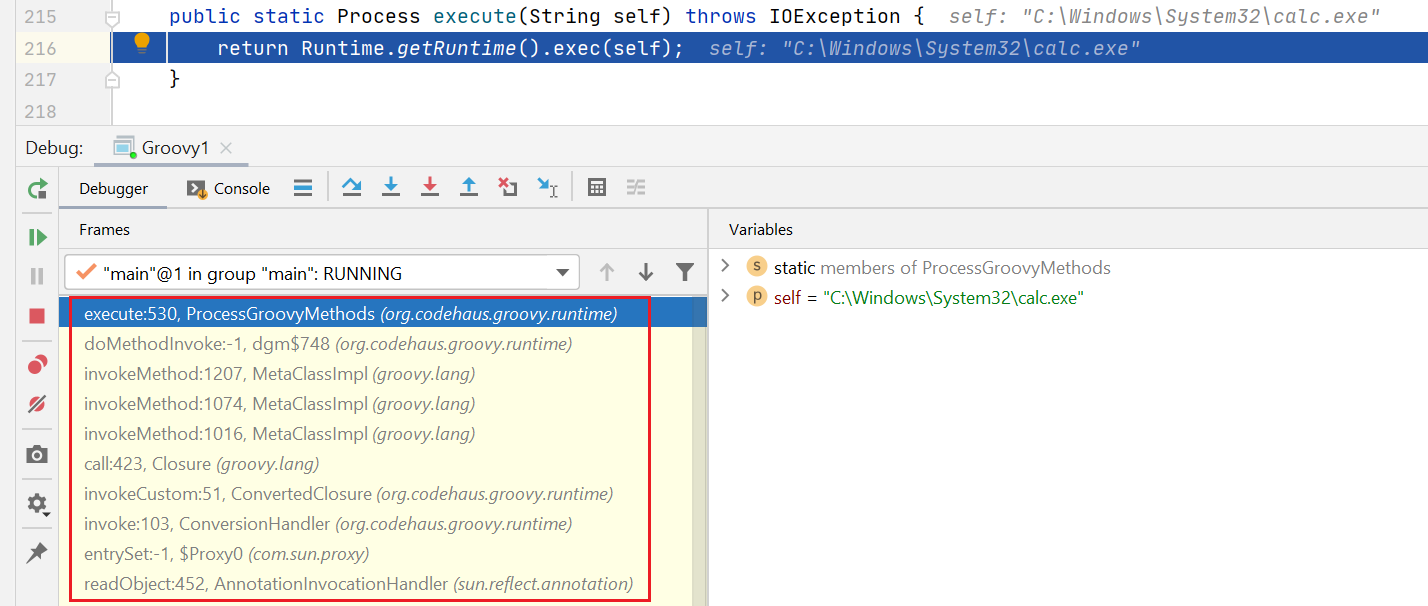 215 public static Process execute(String self) throws IOException { self: "C:\Windows\System32\calc.exe"
216 return Runtime.getRuntime().exec(self); self: "C:\Windows\System32\calc.exe"
217 }
218
Debug: Groovy1
Debugger Console
Frames
Variables
"main"@1 in group "main": RUNNING
static members of ProcessGroovyMethods
self = "C:\Windows\System32\calc.exe"
execute:530, ProcessGroovyMethods (org.codehaus.groovy.runtime)
doMethodInvoke:-1, dgm$748 (org.codehaus.groovy.runtime)
invokeMethod:1207, MetaClassImpl (groovy.lang)
invokeMethod:1074, MetaClassImpl (groovy.lang)
invokeMethod:1016, MetaClassImpl (groovy.lang)
call:423, Closure (groovy.lang)
invokeCustom:51, ConvertedClosure (org.codehaus.groovy.runtime)
invoke:103, ConversionHandler (org.codehaus.groovy.runtime)
entrySet:-1, $Proxy0 (com.sun.proxy)
readObject:452, AnnotationInvocationHandler (sun.reflect.annotation)